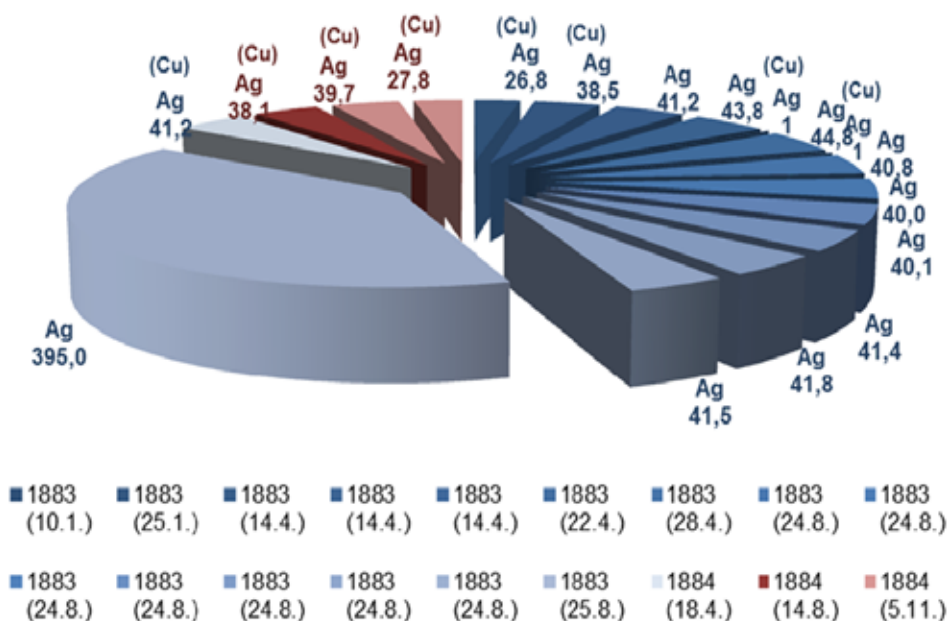 (Cu)
Ag
41,2
(Cu)
Ag
38,1
(Cu)
Ag
39,7
(Cu)
Ag
27,8
(Cu)
Ag
26,8
(Cu)
Ag
38,5
Ag
41,2
Ag
43,8
(Cu)
Ag
1
Ag
44,8
(Cu)
Ag
1
Ag
40,8
Ag
40,0
Ag
40,1
Ag
41,4
Ag
41,8
Ag
41,5
Ag
395,0
1883 1883 1883 1883 1883 1883 1883 1883 1883
(10.1.) (25.1.) (14.4.) (14.4.) (14.4.) (22.4.) (28.4.) (24.8.) (24.8.)
1883 1883 1883 1883 1883 1883 1884 1884 1884
(24.8.) (24.8.) (24.8.) (24.8.) (24.8.) (25.8.) (18.4.) (14.8.) (5.11.)